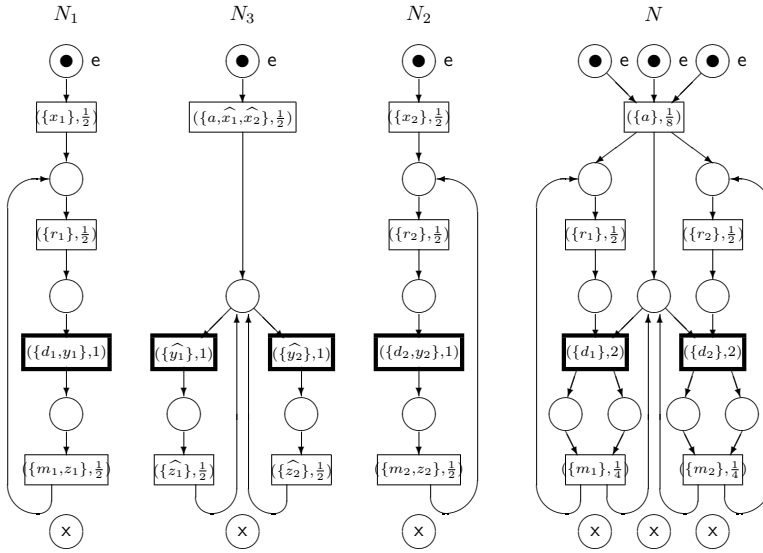 N₁ N₃ N₂ N
e e e e e e
({x₁},½) ({a,x̂₁,x̂₂},½) ({x₂},½) ({a},⅛)
({r₁},½) ({r₂},½) ({r₁},½) ({r₂},½)
({d₁,y₁},1) ({ŷ₁},1) ({ŷ₂},1) ({d₂,y₂},1) ({d₁},2) ({d₂},2)
({m₁,z₁},½) ({ẑ₁},½) ({ẑ₂},½) ({m₂,z₂},½) ({m₁},¼) ({m₂},¼)
x x x x x x